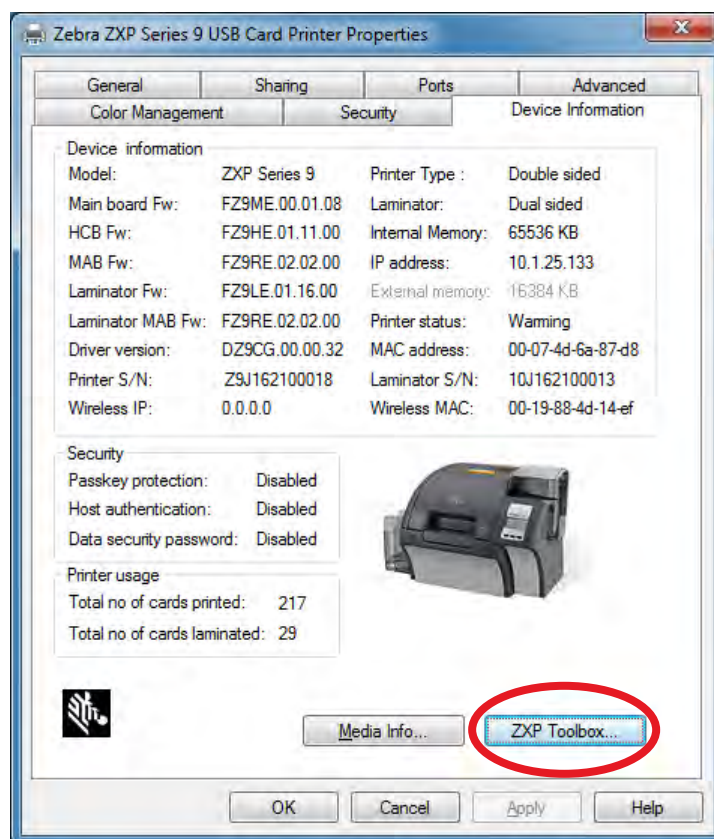 Zebra ZXP Series 9 USB Card Printer Properties
General Sharing Ports Advanced
Color Management Security Device Information
Device information
Model: ZXP Series 9 Printer Type : Double sided
Main board Fw: FZ9ME.00.01.08 Laminator: Dual sided
HCB Fw: FZ9HE.01.11.00 Internal Memory: 65536 KB
MAB Fw: FZ9RE.02.02.00 IP address: 10.1.25.133
Laminator Fw: FZ9LE.01.16.00 External memory: 16384 KB
Laminator MAB Fw: FZ9RE.02.02.00 Printer status: Warning
Driver version: DZ9CG.00.00.32 MAC address: 00-07-4d-6a-87-d8
Printer S/N: Z9J162100018 Laminator S/N: 10J162100013
Wireless IP: 0.0.0.0 Wireless MAC: 00-19-88-4d-14-ef
Security
Passkey protection: Disabled
Host authentication: Disabled
Data security password: Disabled
Printer usage
Total no of cards printed: 217
Total no of cards laminated: 29
Media Info... ZXP Toolbox...
OK Cancel Apply Help